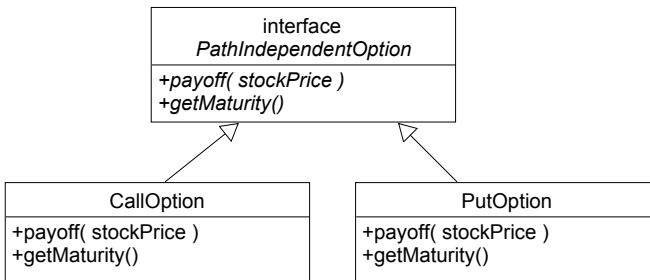 interface
PathIndependentOption
+payoff( stockPrice )
+getMaturity()
CallOption
+payoff( stockPrice )
+getMaturity()
PutOption
+payoff( stockPrice )
+getMaturity()